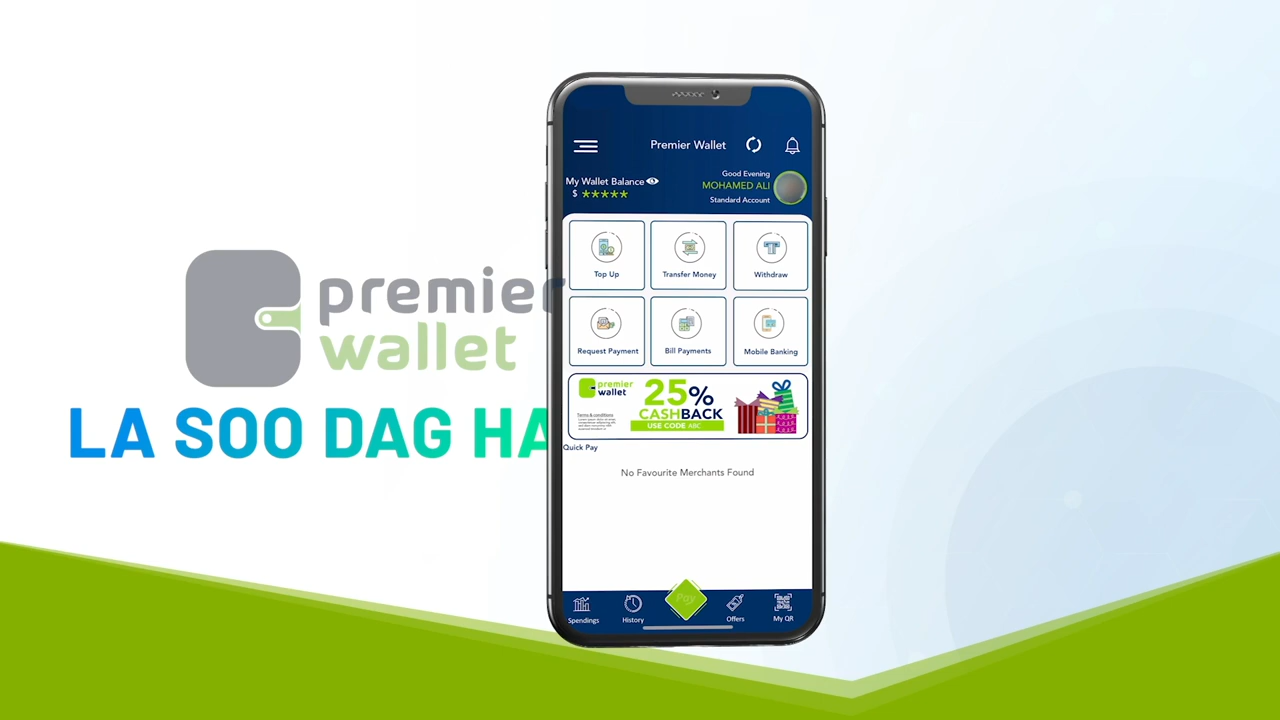 premier
wallet
LA SOO DAG HA
Premier Wallet
My Wallet Balance
$ *****
Good Evening
MOHAMED ALI
Standard Account
Top Up
Transfer Money
Withdraw
Request Payment
Bill Payments
Mobile Banking
premier
wallet
Terms & conditions
25%
CASHBACK
USE CODE ABC
Quick Pay
No Favourite Merchants Found
Pay
Spendings
History
Offers
My QR